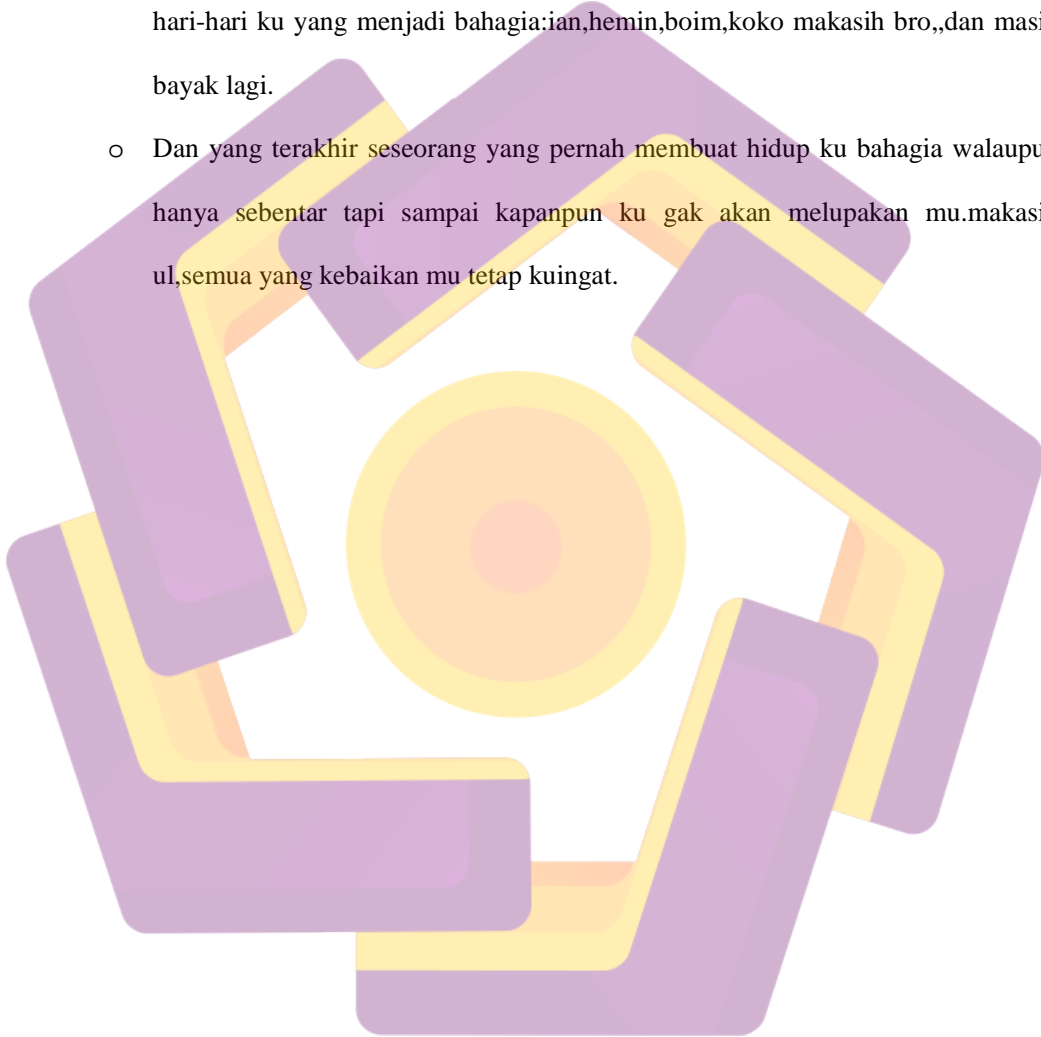 hari-hari ku yang menjadi bahagia:ian,hemin,boim,koko makasih bro,,dan masi
bayak lagi.
o Dan yang terakhir seseorang yang pernah membuat hidup ku bahagia walaupu
hanya sebentar tapi sampai kapanpun ku gak akan melupakan mu.makasi
ul,semua yang kebaikan mu tetap kuingat.